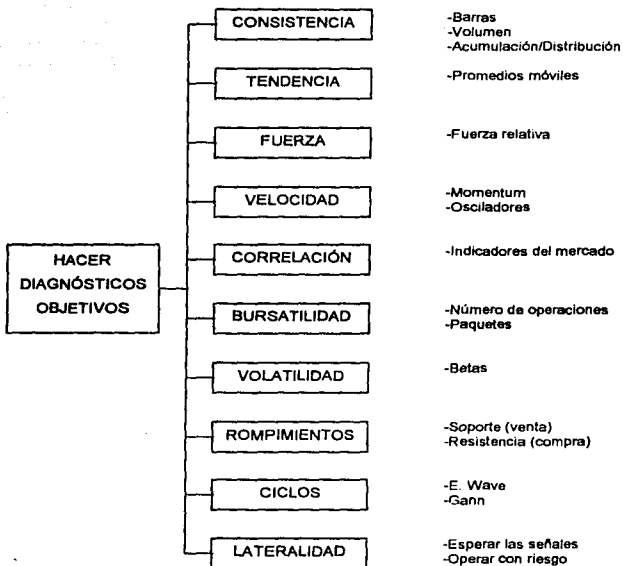 CONSISTENCIA
-Barras
-Volumen
-Acumulación/Distribución
TENDENCIA
-Promedios móviles
FUERZA
-Fuerza relativa
VELOCIDAD
-Momentum
-Osciladores
HACER
DIAGNÓSTICOS
OBJETIVOS
CORRELACIÓN
-Indicadores del mercado
BURSATILIDAD
-Número de operaciones
-Paquetes
VOLATILIDAD
-Betas
ROMPIMIENTOS
-Soporte (venta)
-Resistencia (compra)
CICLOS
-E. Wave
-Gann
LATERALIDAD
-Esperar las señales
-Operar con riesgo